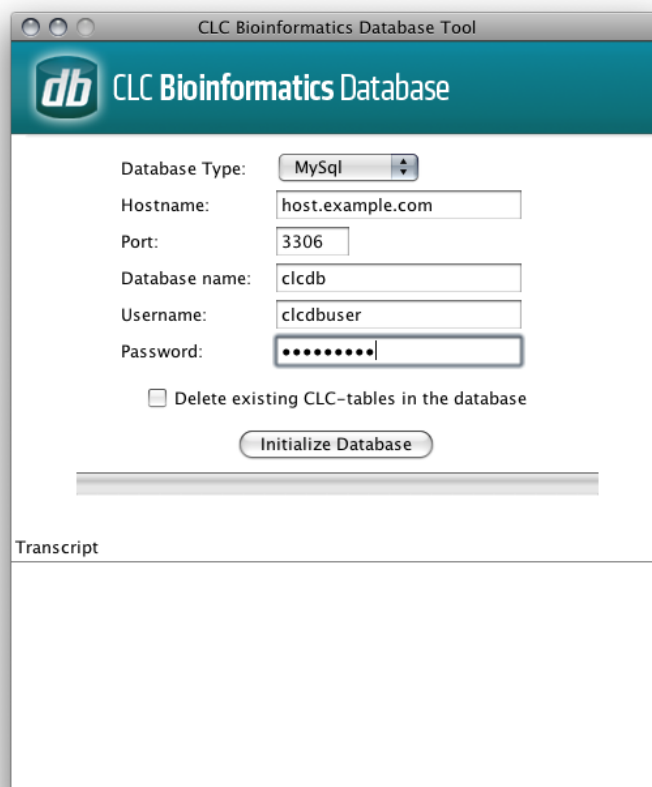 CLC Bioinformatics Database Tool
db CLC Bioinformatics Database
Database Type: MySql
Hostname: host.example.com
Port: 3306
Database name: clcdb
Username: clcdbuser
Password: •••••••••
Delete existing CLC-tables in the database
Initialize Database
Transcript